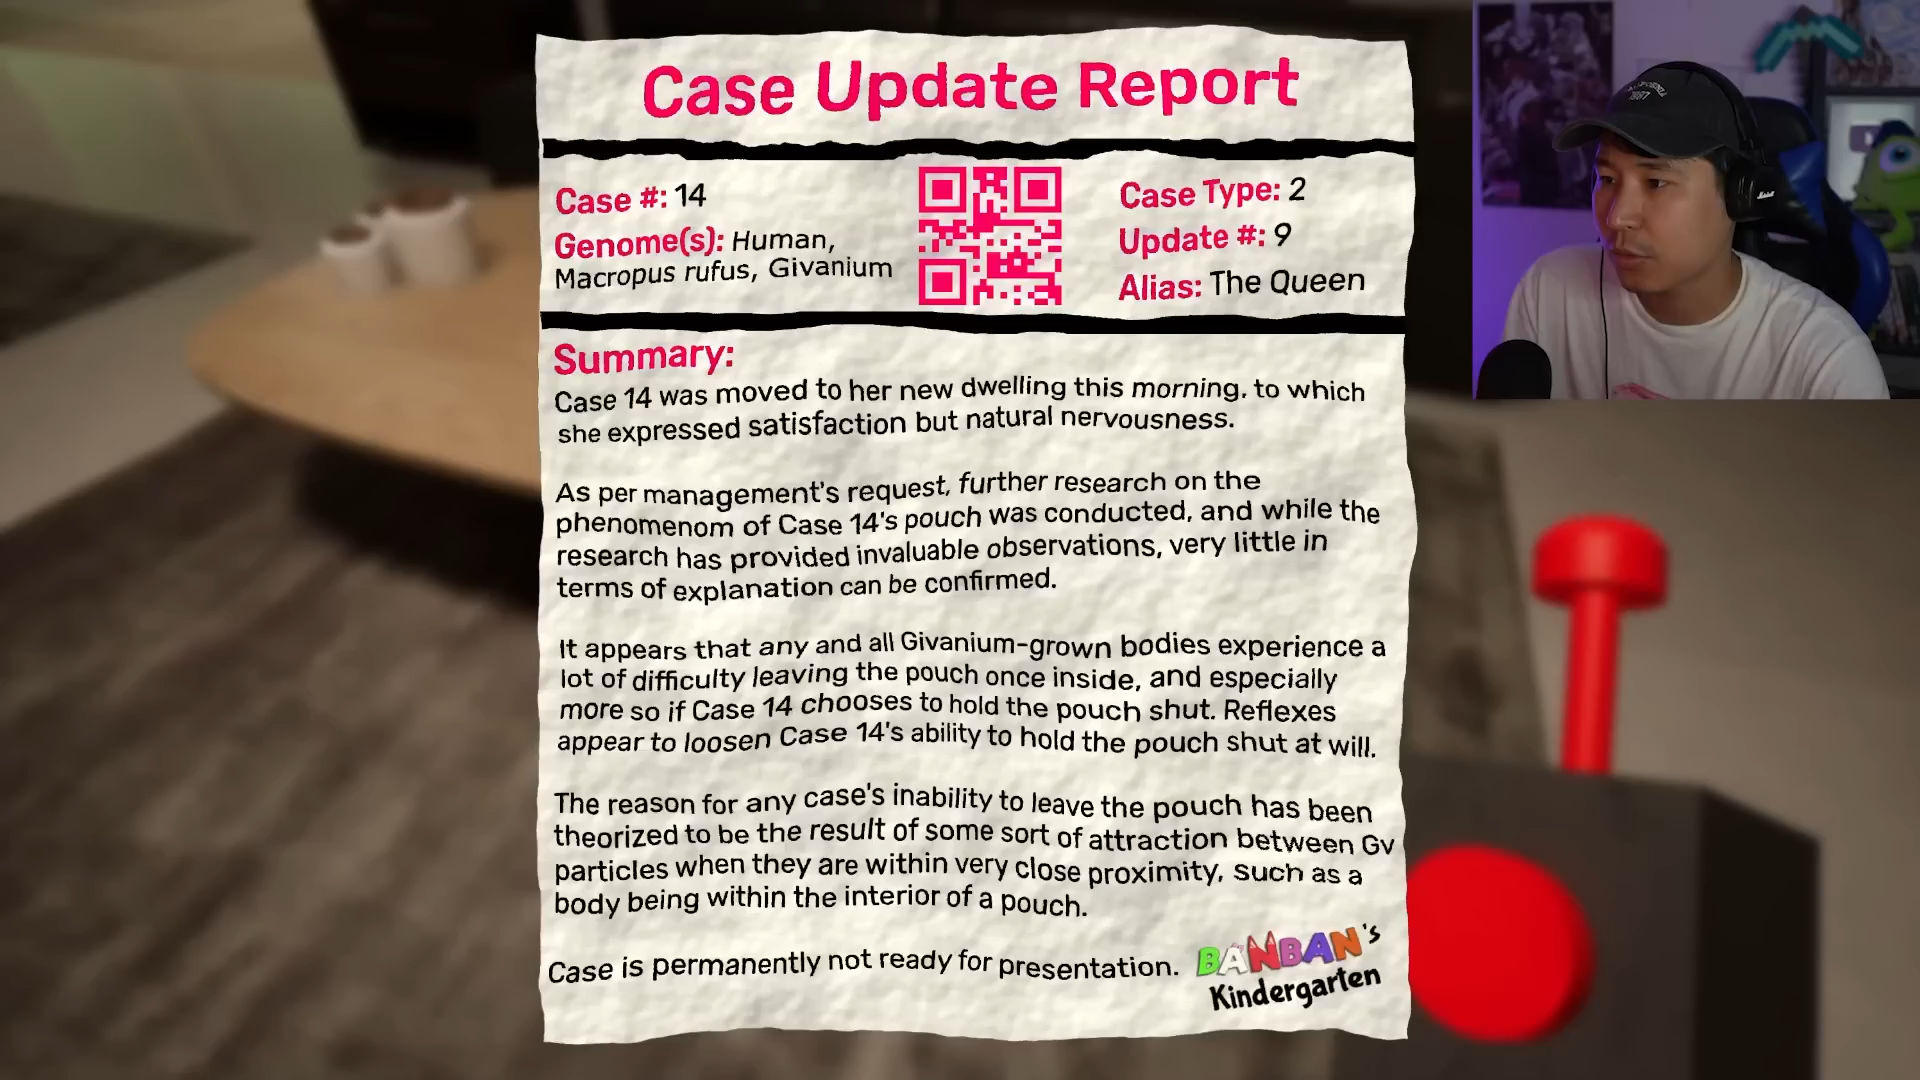 Case Update Report
Case #: 14
Genome(s): Human,
Macropus rufus, Givanium
Case Type: 2
Update #: 9
Alias: The Queen
Summary:
Case 14 was moved to her new dwelling this morning, to which
she expressed satisfaction but natural nervousness.
As per management's request, further research on the
phenomenom of Case 14's pouch was conducted, and while the
research has provided invaluable observations, very little in
terms of explanation can be confirmed.
It appears that any and all Givanium-grown bodies experience a
lot of difficulty leaving the pouch once inside, and especially
more so if Case 14 chooses to hold the pouch shut. Reflexes
appear to loosen Case 14's ability to hold the pouch shut at will.
The reason for any case's inability to leave the pouch has been
theorized to be the result of some sort of attraction between Gv
particles when they are within very close proximity, such as a
body being within the interior of a pouch.
Case is permanently not ready for presentation.
BANBAN's
Kindergarten